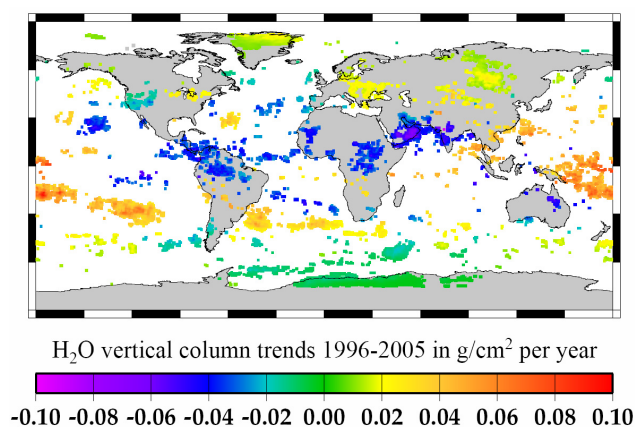 H₂O vertical column trends 1996-2005 in g/cm² per year
-0.10 -0.08 -0.06 -0.04 -0.02 0.00 0.02 0.04 0.06 0.08 0.10